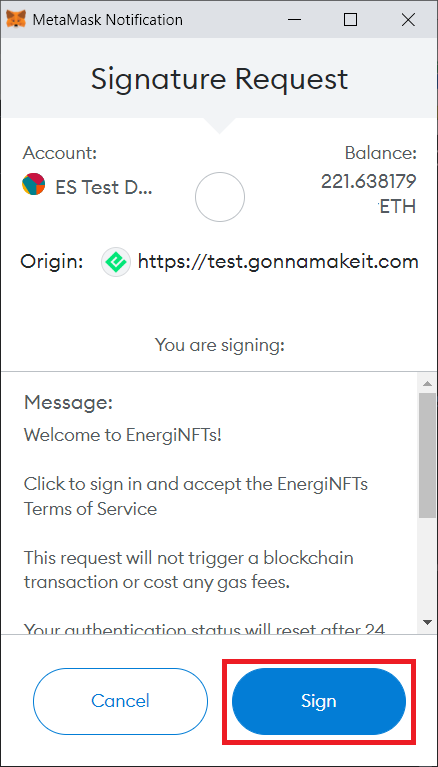 MetaMask Notification
Signature Request
Account:
Balance:
ES Test D...
221.638179
ETH
Origin: https://test.gonnamakeit.com
You are signing:
Message:
Welcome to EnergiNFTs!
Click to sign in and accept the EnergiNFTs
Terms of Service
This request will not trigger a blockchain
transaction or cost any gas fees.
Your authentication status will reset after 24
Cancel
Sign